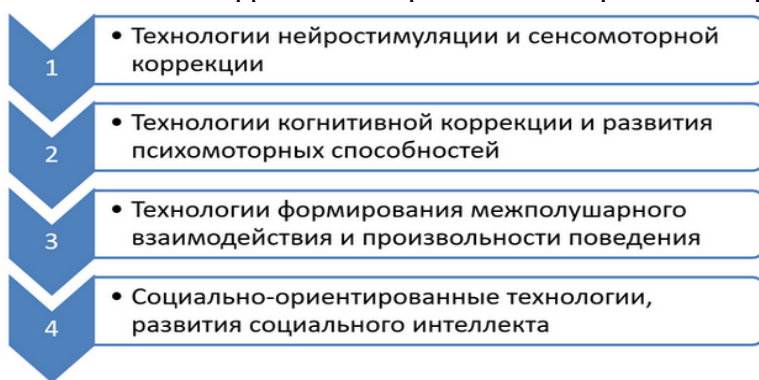 1
• Технологии нейростимуляции и сенсомоторной
коррекции
2
• Технологии когнитивной коррекции и развития
психомоторных способностей
3
• Технологии формирования межполушарного
взаимодействия и произвольности поведения
4
• Социально-ориентированные технологии,
развития социального интеллекта